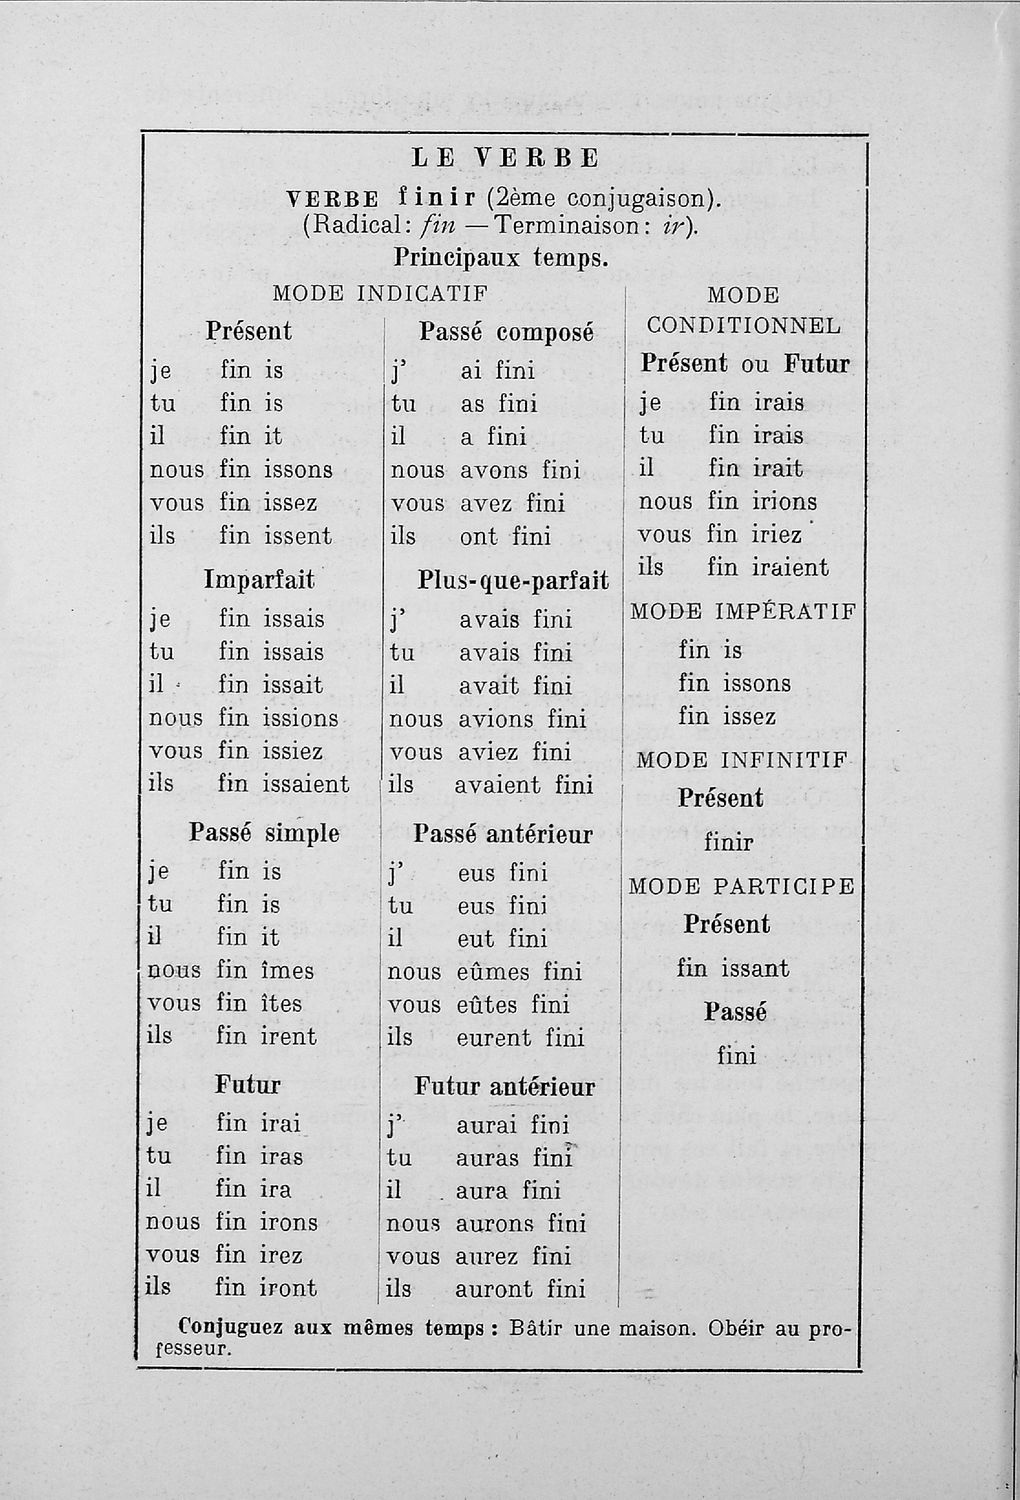 LE VERBE
VERBE finir (2ème conjugaison).
(Radical: fin — Terminaison: ir).
Principaux temps.
MODE INDICATIF
Présent
je fin is
tu fin is
il fin it
nous fin issons
vous fin issez
ils fin issent
Imparfait
je fin issais
tu fin issais
il fin issait
nous fin issions
vous fin issiez
ils fin issaient
Passé simple
je fin is
tu fin is
il fin it
nous fin îmes
vous fin îtes
ils fin irent
Futur
je fin irai
tu fin iras
il fin ira
nous fin irons
vous fin irez
ils fin iront
Passé composé
j' ai fini
tu as fini
il a fini
nous avons fini
vous avez fini
ils ont fini
Plus-que-parfait
j' avais fini
tu avais fini
il avait fini
nous avions fini
vous aviez fini
ils avaient fini
Passé antérieur
j' eus fini
tu eus fini
il eut fini
nous eûmes fini
vous eûtes fini
ils eurent fini
Futur antérieur
j' aurai fini
tu auras fini
il aura fini
nous aurons fini
vous aurez fini
ils auront fini
MODE
CONDITIONNEL
Présent ou Futur
je fin irais
tu fin irais
il fin irait
nous fin irions
vous fin iriez
ils fin iraient
MODE IMPÉRATIF
fin is
fin issons
fin issez
MODE INFINITIF
Présent
finir
MODE PARTICIPE
Présent
fin issant
Passé
fini
Conjuguez aux mêmes temps : Bâtir une maison. Obéir au pro-
fesseur.